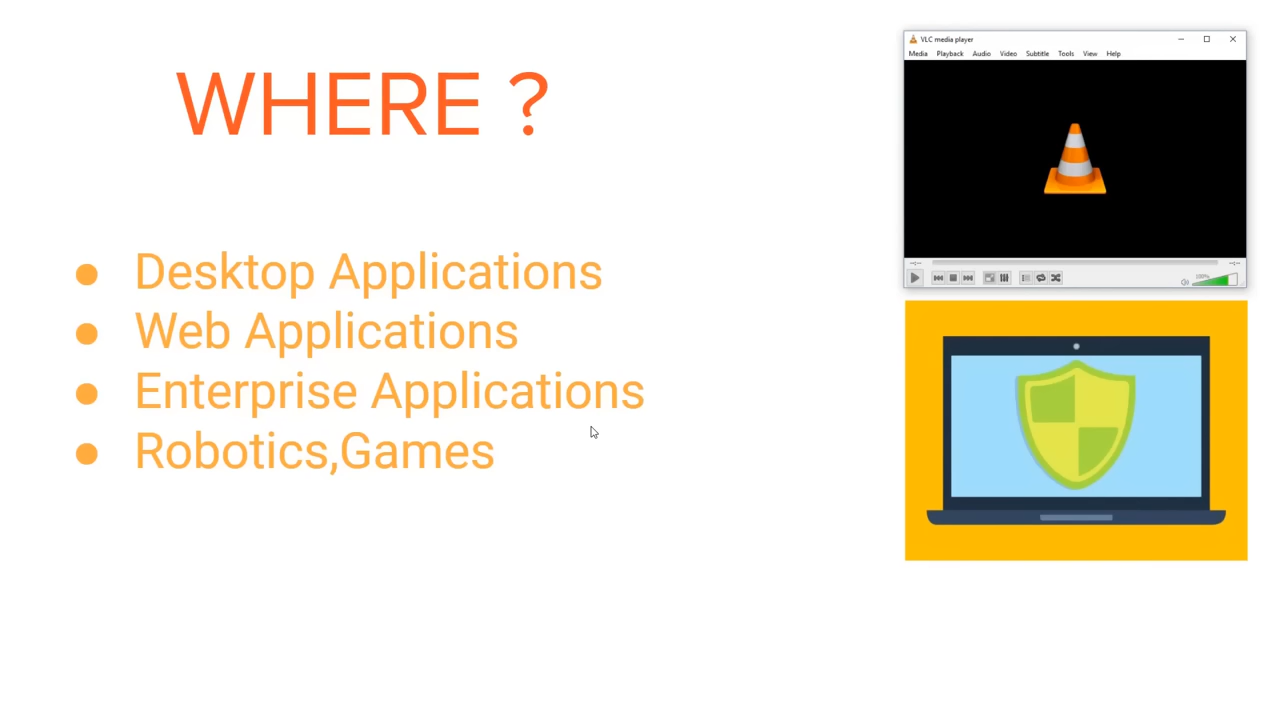 WHERE ?
● Desktop Applications
● Web Applications
● Enterprise Applications
● Robotics,Games
VLC media player
Media Playback Audio Video Subtitle Tools View Help
--:-- --:--
100%